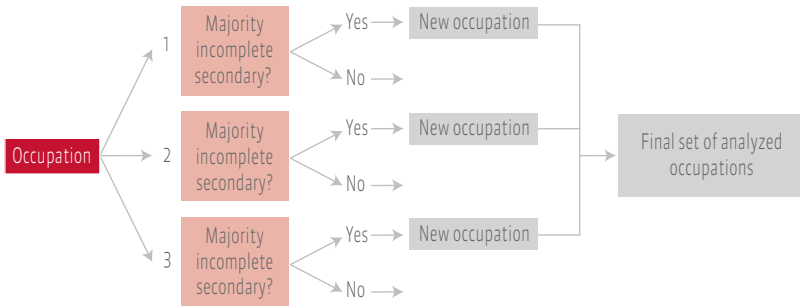 Occupation
1
Majority
incomplete
secondary?
Yes
New occupation
No
2
Majority
incomplete
secondary?
Yes
New occupation
No
3
Majority
incomplete
secondary?
Yes
New occupation
No
Final set of analyzed
occupations